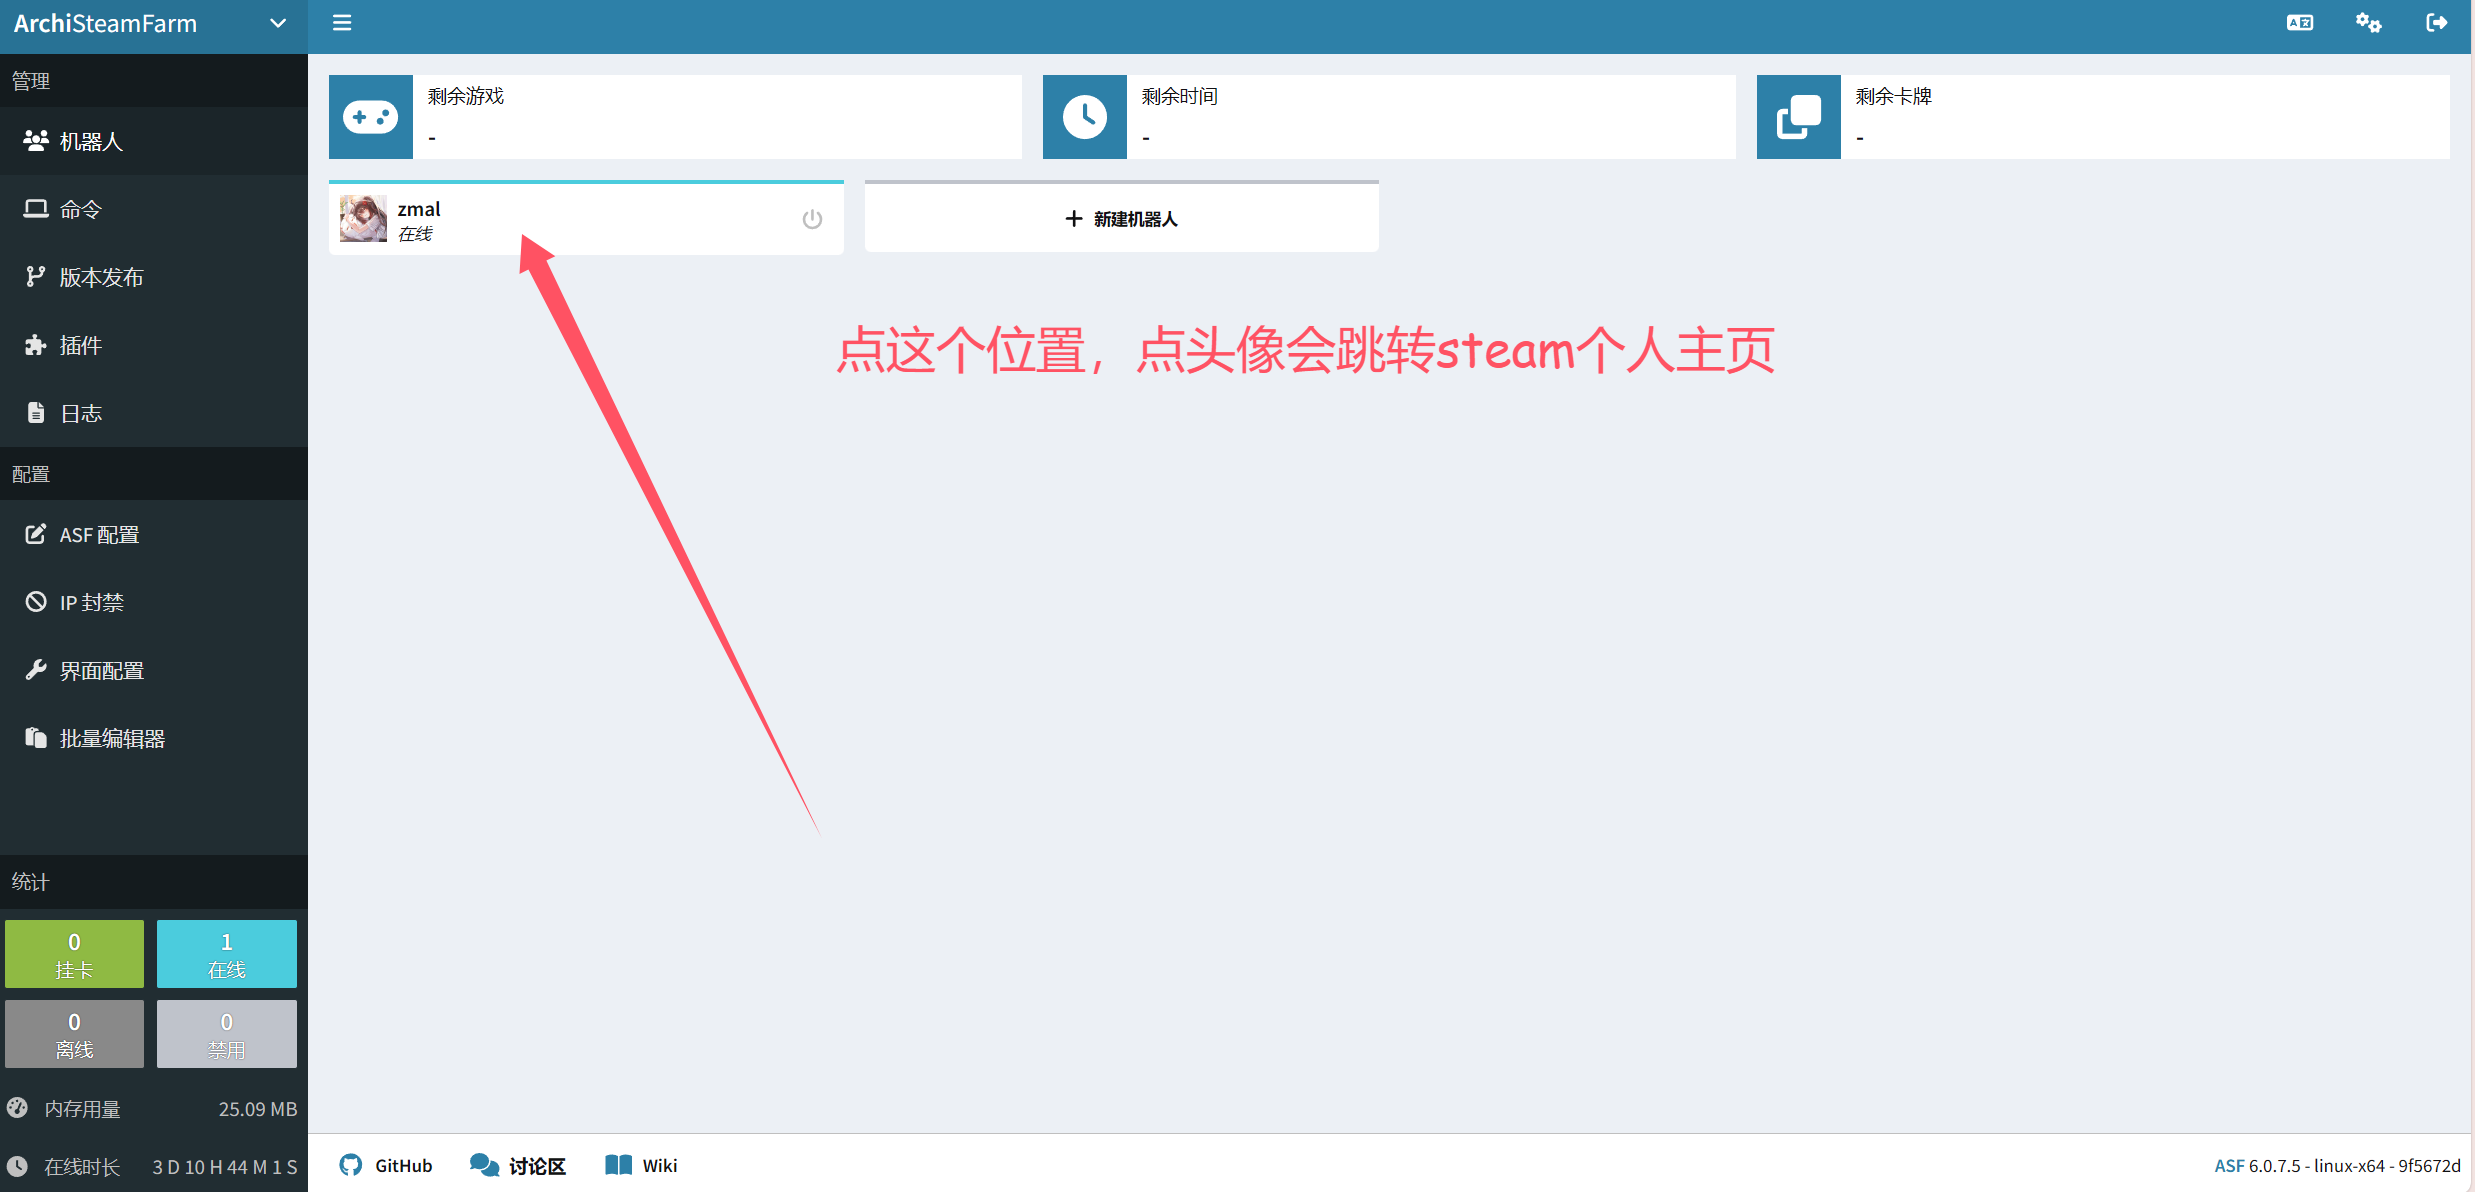 ArchiSteamFarm
管理
机器人
命令
版本发布
插件
日志
配置
ASF 配置
IP 封禁
界面配置
批量编辑器
统计
0
挂卡
1
在线
0
离线
0
禁用
内存用量 25.09 MB
在线时长 3 D 10 H 44 M 1 S
剩余游戏
-
剩余时间
-
剩余卡牌
-
zmal
在线
新建机器人
点这个位置，点头像会跳转steam个人主页
GitHub 讨论区 Wiki
ASF 6.0.7.5 - linux-x64 - 9f5672d